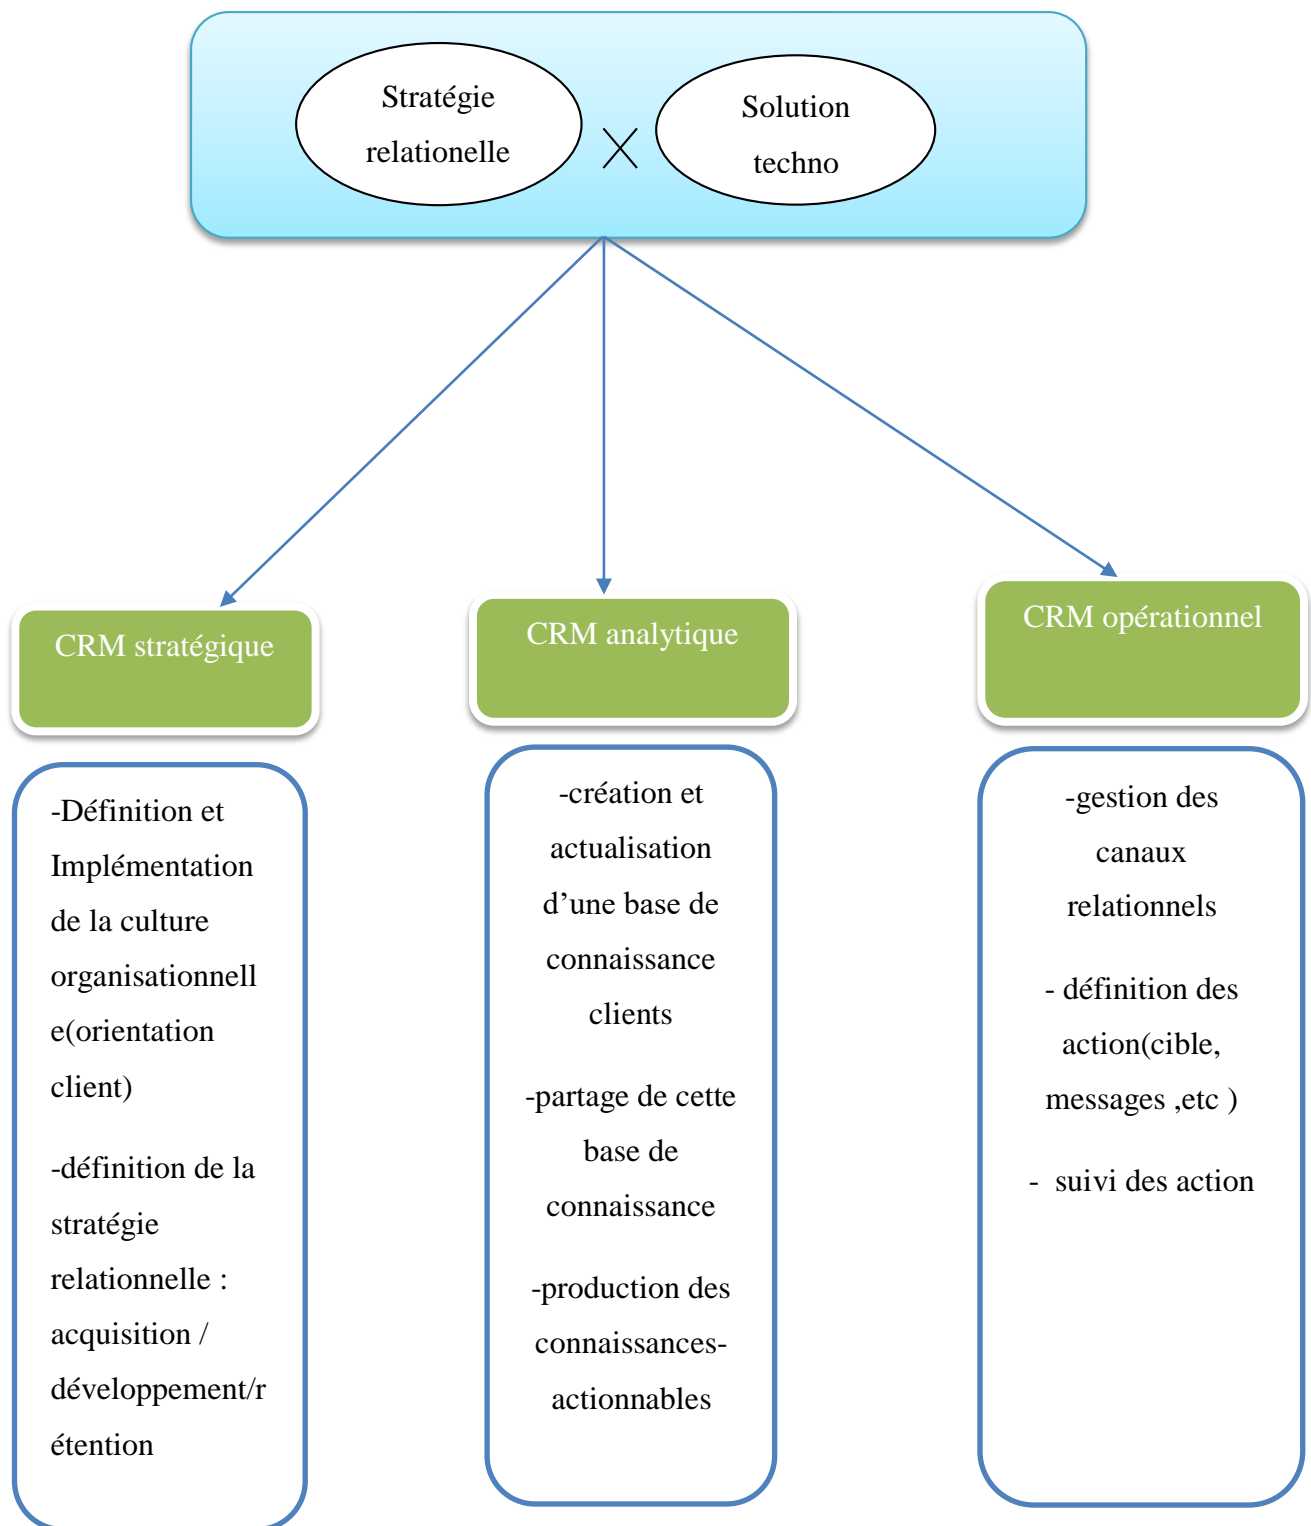 Stratégie
relationelle
Solution
techno
CRM stratégique
CRM analytique
CRM opérationnel
-Définition et
Implémentation
de la culture
organisationnell
e(orientation
client)
-définition de la
stratégie
relationnelle :
acquisition /
développement/r
étention
-création et
actualisation
d’une base de
connaissance
clients
-partage de cette
base de
connaissance
-production des
connaissances-
actionnables
-gestion des
canaux
relationnels
- définition des
action(cible,
messages ,etc )
-  suivi des action